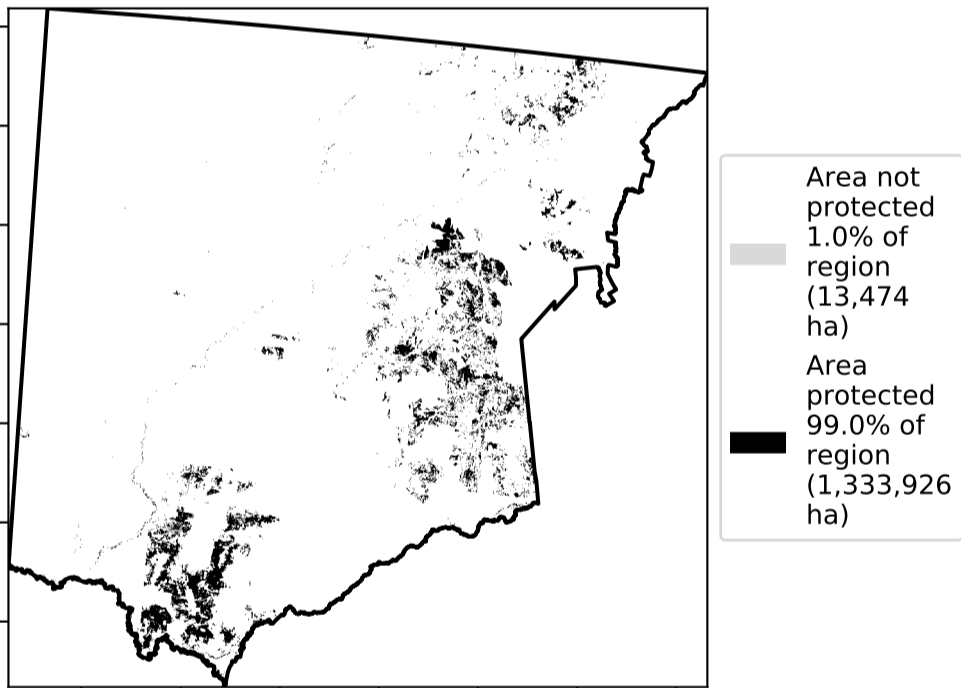 Area not
protected
1.0% of
region
(13,474
ha)
Area
protected
99.0% of
region
(1,333,926
ha)